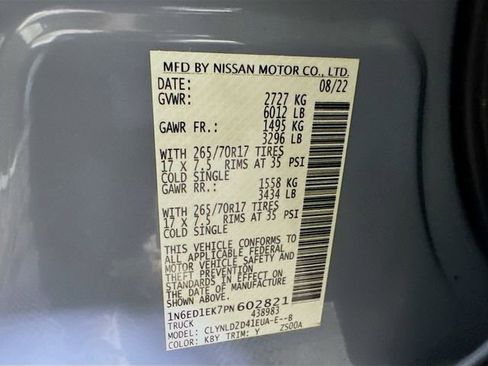 MFD BY NISSAN MOTOR CO., LTD.
DATE: 08/22
GVWR: 2727 KG
6012 LB
GAWR FR.: 1495 KG
3296 LB
WITH 265/70R17 TIRES
17 X 7.5 RIMS AT 35 PSI
COLD SINGLE
GAWR RR.: 1558 KG
3434 LB
WITH 265/70R17 TIRES
17 X 7.5 RIMS AT 35 PSI
COLD SINGLE
THIS VEHICLE CONFORMS TO
ALL APPLICABLE FEDERAL
MOTOR VEHICLE SAFETY
STANDARDS IN EFFECT ON
THE DATE OF MANUFACTURE
SHOWN ABOVE.
1N6ED1EK7PN602821
TRUCK 438983
MODEL: CLYNLDZD41EUA-E--B
COLOR: KBY TRIM: Y ZS00A